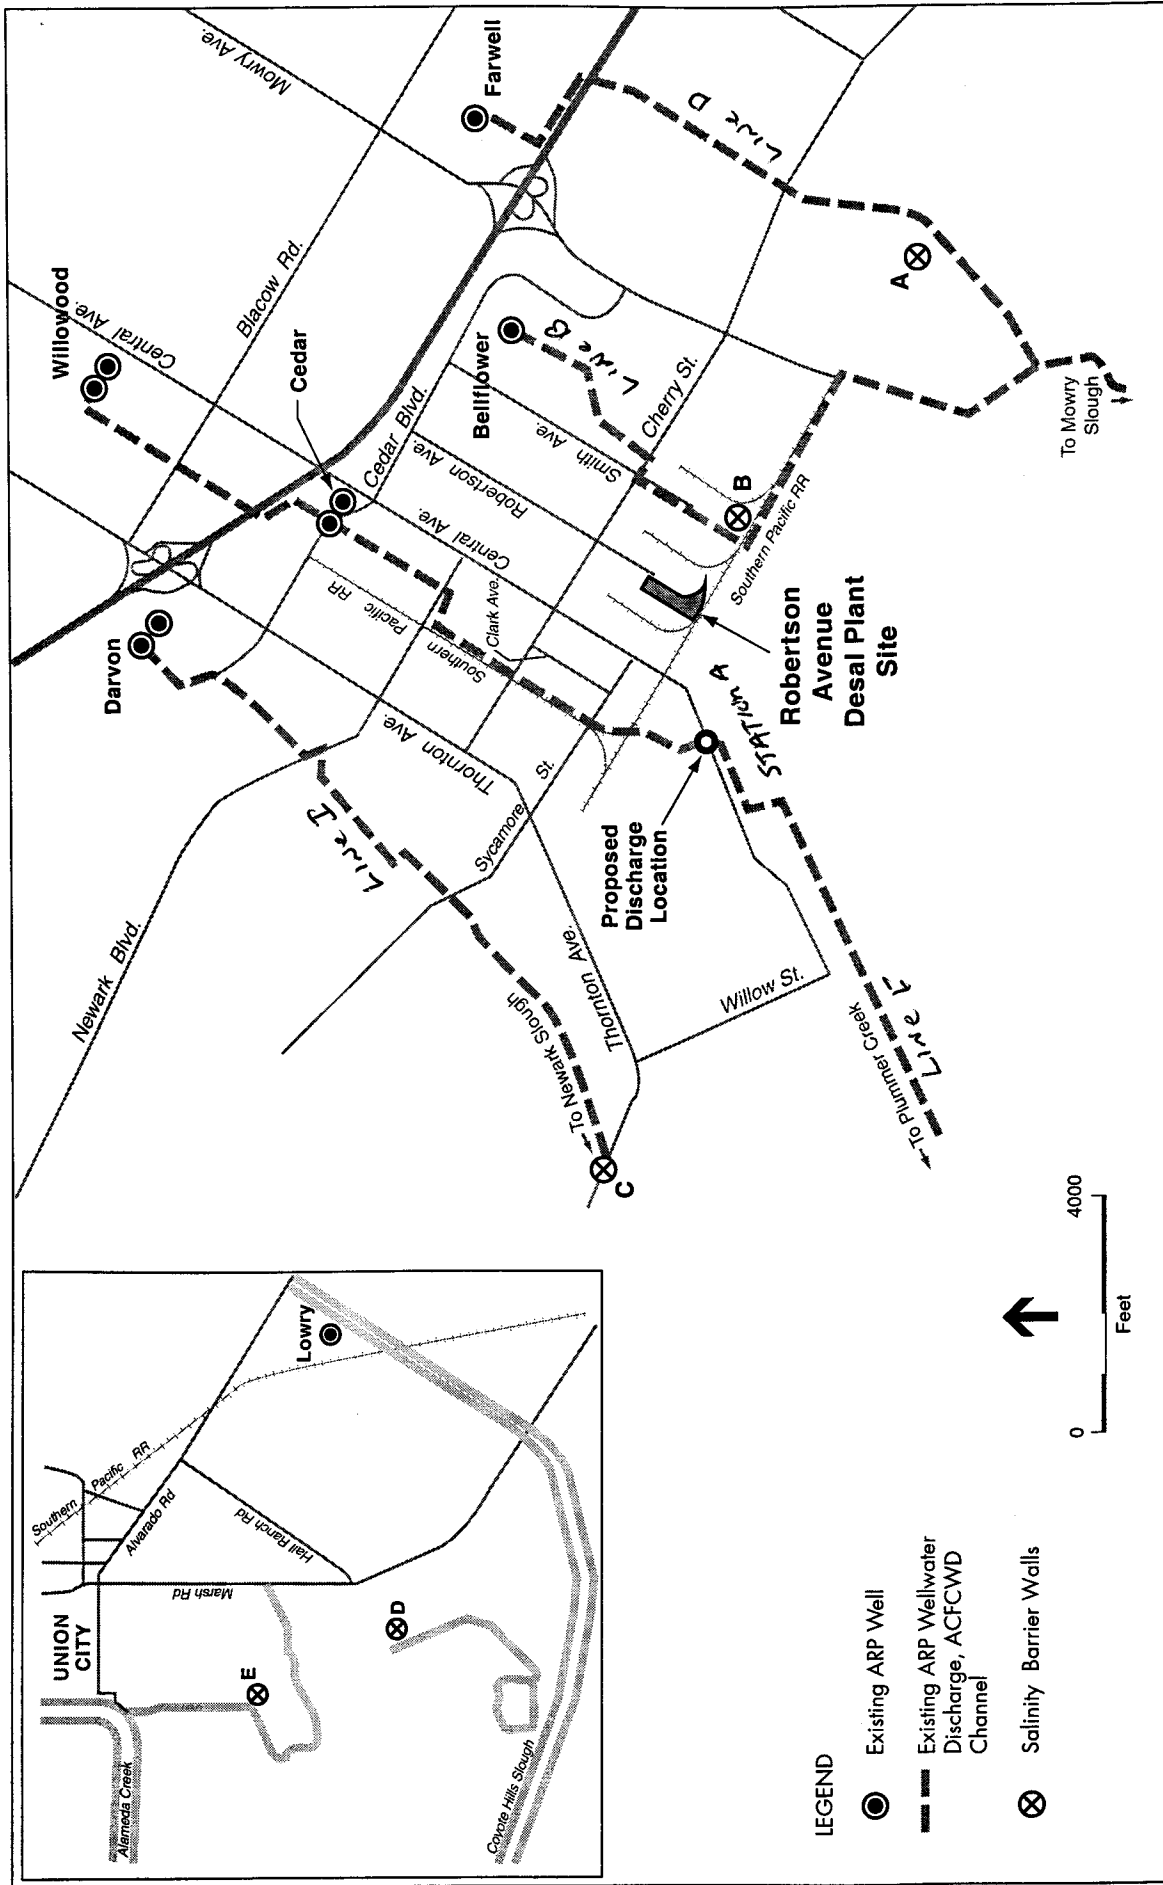 UNION
CITY
Southern Pacific RR
Alvarado Rd
Hall Ranch Rd
Marsh Rd
Lowry
E
D
Alameda Creek
Coyote Hills Slough
Newark Blvd.
Darvon
Willowood
Central Ave.
Blacow Rd.
Mowry Ave.
Farwell
Cedar
Cedar Blvd.
Bellflower
Line B
Line D
Line I
Thornton Ave.
Southern Pacific RR
Clark Ave.
Central Ave.
Robertson Ave.
Smith Ave.
Cherry St.
Sycamore St.
B
A
C
Southern Pacific RR
Robertson
Avenue
Desal Plant
Site
STATION A
Proposed
Discharge
Location
Thornton Ave.
Willow St.
To Newark Slough
To Plummer Creek
Line F
To Mowry
Slough
LEGEND
Existing ARP Well
Existing ARP Wellwater
Discharge, ACFCWD
Channel
Salinity Barrier Walls
0
4000
Feet